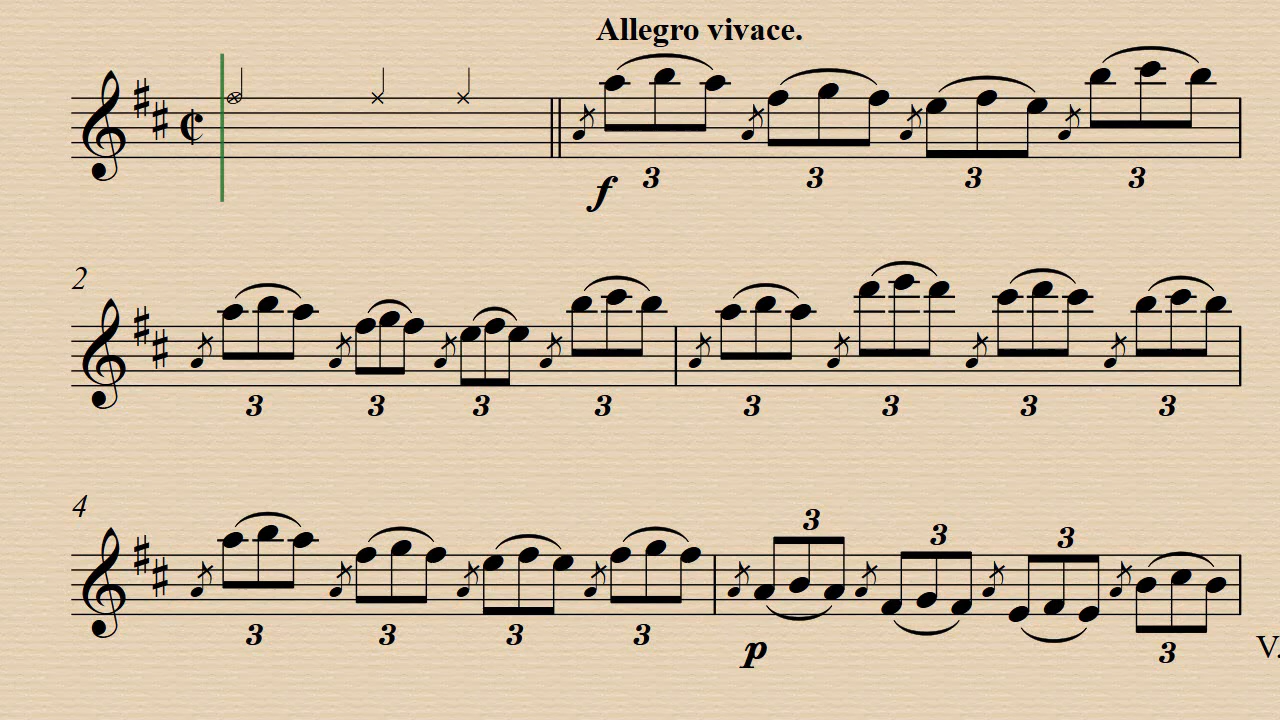 Allegro vivace.
3 3 3 3
f
2
3 3 3 3 3 3 3 3
4
3 3 3
3 3 3 3 3
p
V.